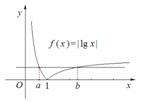 y
f(x)=|lg x|
O a 1 b x